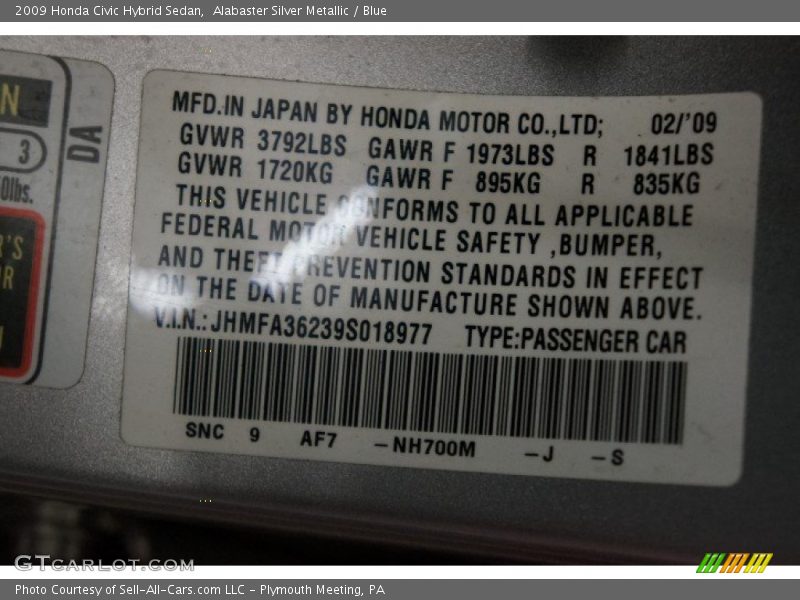 2009 Honda Civic Hybrid Sedan, Alabaster Silver Metallic / Blue
N
3
0lbs.
R'S
OR
DA
MFD.IN JAPAN BY HONDA MOTOR CO.,LTD; 02/'09
GVWR 3792LBS GAWR F 1973LBS R 1841LBS
GVWR 1720KG GAWR F 895KG R 835KG
THIS VEHICLE CONFORMS TO ALL APPLICABLE
FEDERAL MOTOR VEHICLE SAFETY ,BUMPER,
AND THEFT PREVENTION STANDARDS IN EFFECT
ON THE DATE OF MANUFACTURE SHOWN ABOVE.
V.I.N.: JHMFA36239S018977 TYPE:PASSENGER CAR
SNC 9 AF7 –NH700M –J –S
GTCARLOT.COM
Photo Courtesy of Sell-All-Cars.com LLC - Plymouth Meeting, PA